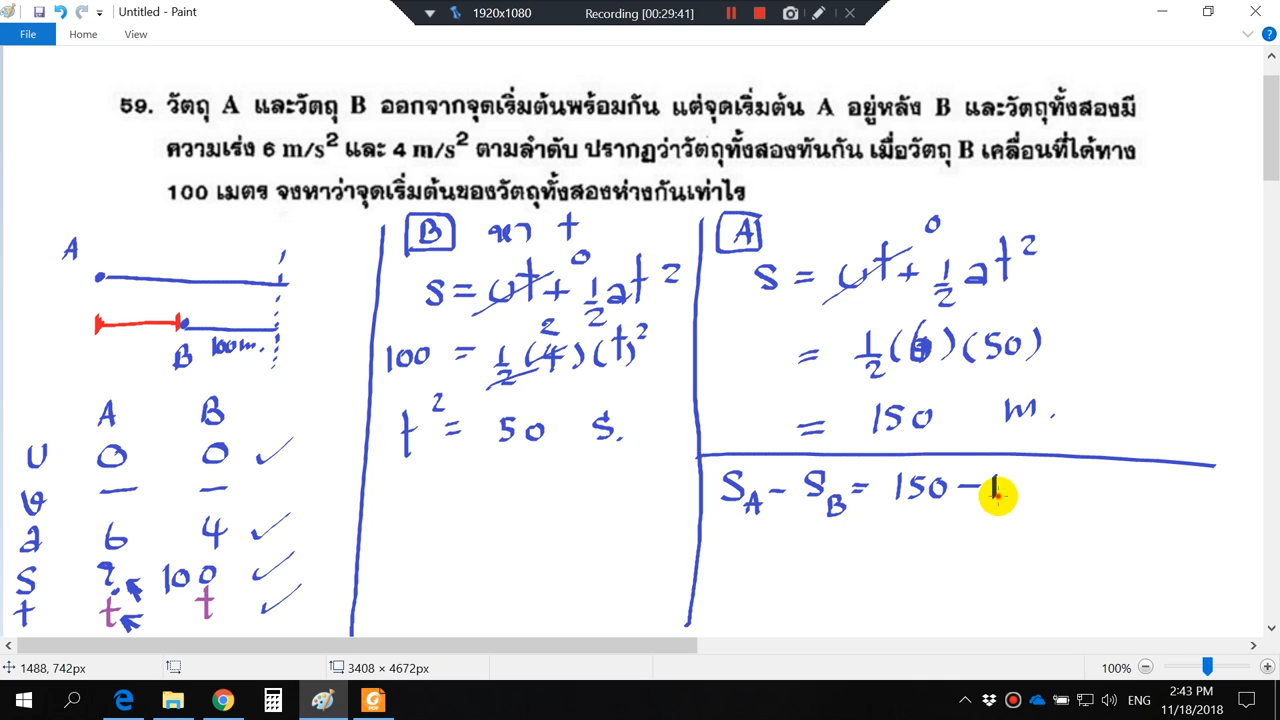 Untitled - Paint
1920x1080
Recording [00:29:41]
File Home View
59. วัตถุ A และวัตถุ B ออกจากจุดเริ่มต้นพร้อมกัน แต่จุดเริ่มต้น A อยู่หลัง B และวัตถุทั้งสองมี
ความเร่ง 6 m/s² และ 4 m/s² ตามลำดับ ปรากฏว่าวัตถุทั้งสองทันกัน เมื่อวัตถุ B เคลื่อนที่ได้ทาง
100 เมตร จงหาว่าจุดเริ่มต้นของวัตถุทั้งสองห่างกันเท่าไร
A
B 100 m.
A B
u 0 0 ✓
v – –
a 6 4 ✓
S ? 100 ✓
t t t ✓
B หา t
0
s = ut + 1/2 at²
2
100 = 1/2 (4)(t)²
t² = 50 s.
A
0
s = ut + 1/2 at²
= 1/2 (6)(50)
= 150 m.
S_A - S_B = 150 - 1
1488, 742px
3408 × 4672px
100%
ENG
2:43 PM
11/18/2018